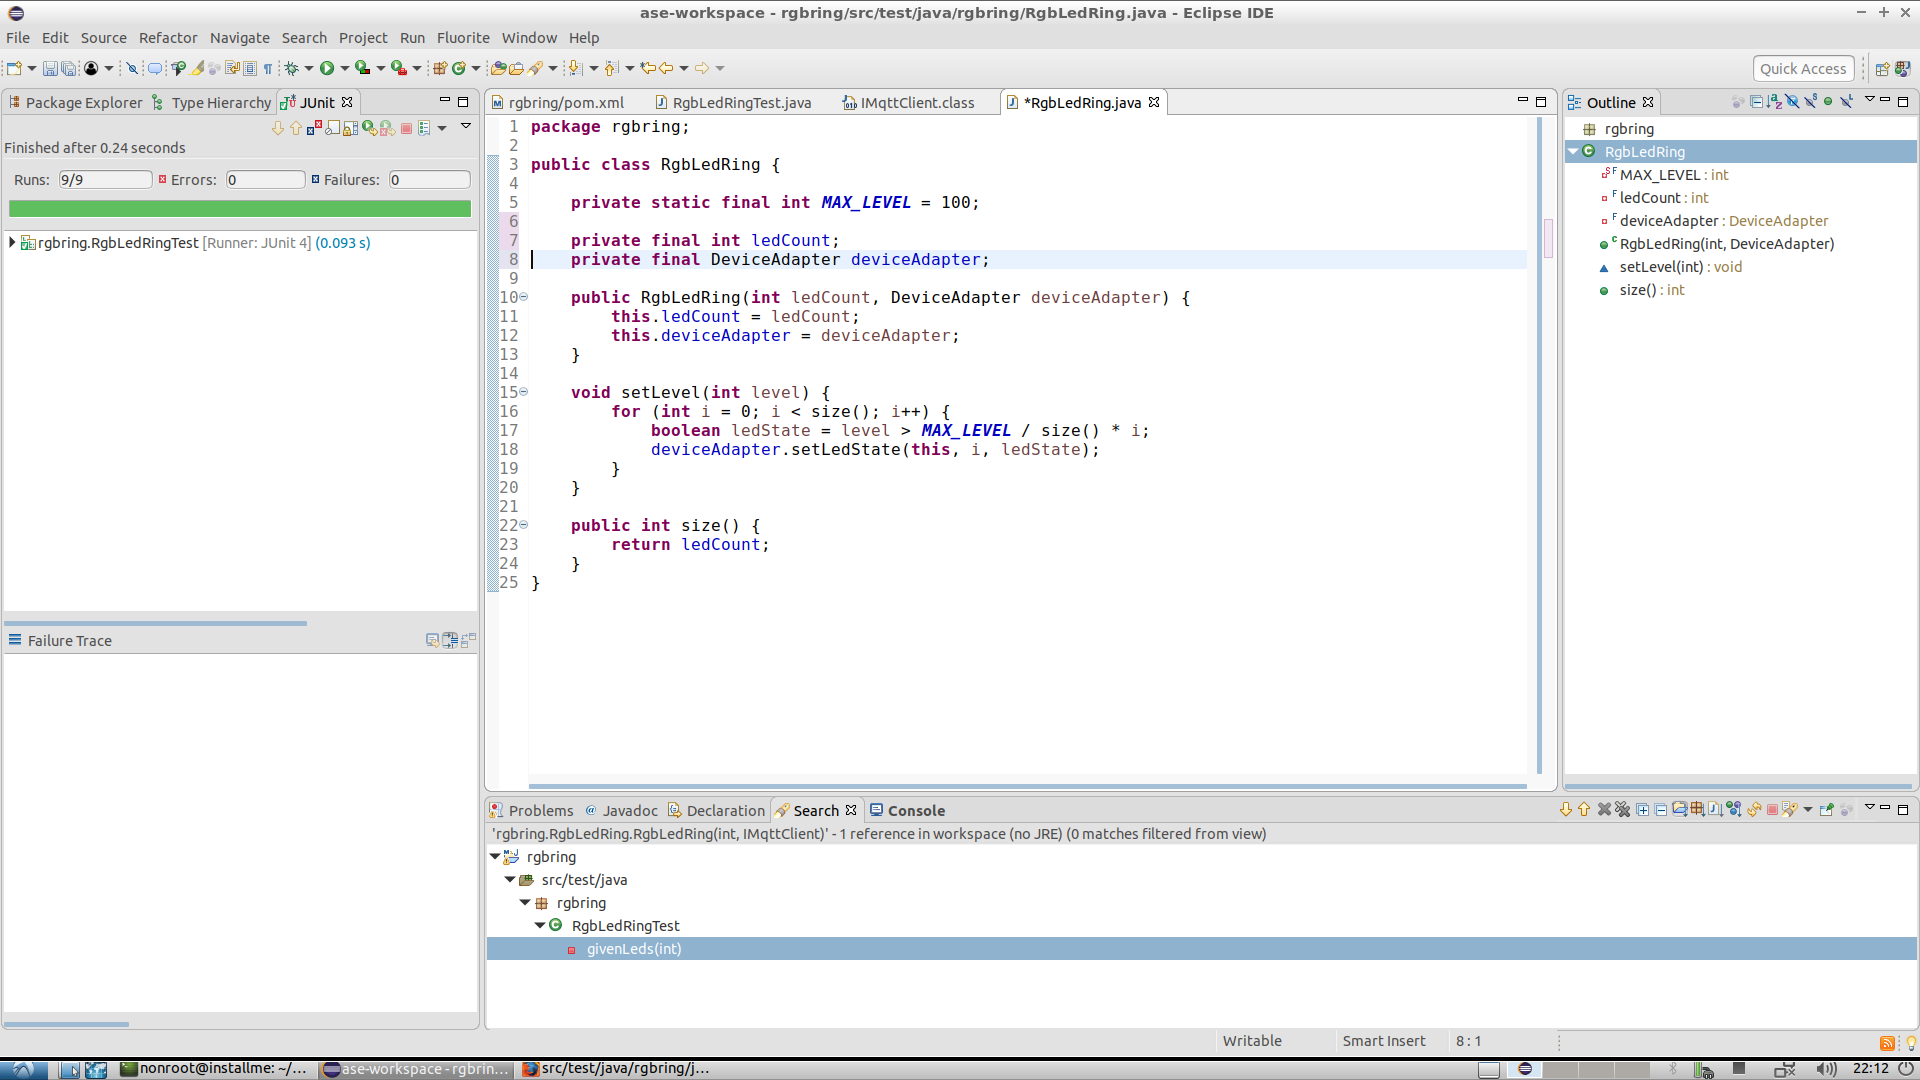 ase-workspace - rgbring/src/test/java/rgbring/RgbLedRing.java - Eclipse IDE
File Edit Source Refactor Navigate Search Project Run Fluorite Window Help
Quick Access
Package Explorer Type Hierarchy JUnit
Finished after 0.24 seconds
Runs: 9/9 Errors: 0 Failures: 0
rgbring.RgbLedRingTest [Runner: JUnit 4] (0.093 s)
Failure Trace
rgbring/pom.xml RgbLedRingTest.java IMqttClient.class *RgbLedRing.java
1 package rgbring;
2
3 public class RgbLedRing {
4
5 private static final int MAX_LEVEL = 100;
6
7 private final int ledCount;
8 private final DeviceAdapter deviceAdapter;
9
10 public RgbLedRing(int ledCount, DeviceAdapter deviceAdapter) {
11 this.ledCount = ledCount;
12 this.deviceAdapter = deviceAdapter;
13 }
14
15 void setLevel(int level) {
16 for (int i = 0; i < size(); i++) {
17 boolean ledState = level > MAX_LEVEL / size() * i;
18 deviceAdapter.setLedState(this, i, ledState);
19 }
20 }
21
22 public int size() {
23 return ledCount;
24 }
25 }
Outline
rgbring
RgbLedRing
MAX_LEVEL : int
ledCount : int
deviceAdapter : DeviceAdapter
RgbLedRing(int, DeviceAdapter)
setLevel(int) : void
size() : int
Problems Javadoc Declaration Search Console
'rgbring.RgbLedRing.RgbLedRing(int, IMqttClient)' - 1 reference in workspace (no JRE) (0 matches filtered from view)
rgbring
src/test/java
rgbring
RgbLedRingTest
givenLeds(int)
Writable Smart Insert 8 : 1
nonroot@installme: ~/... ase-workspace - rgbrin... src/test/java/rgbring/j... 22:12